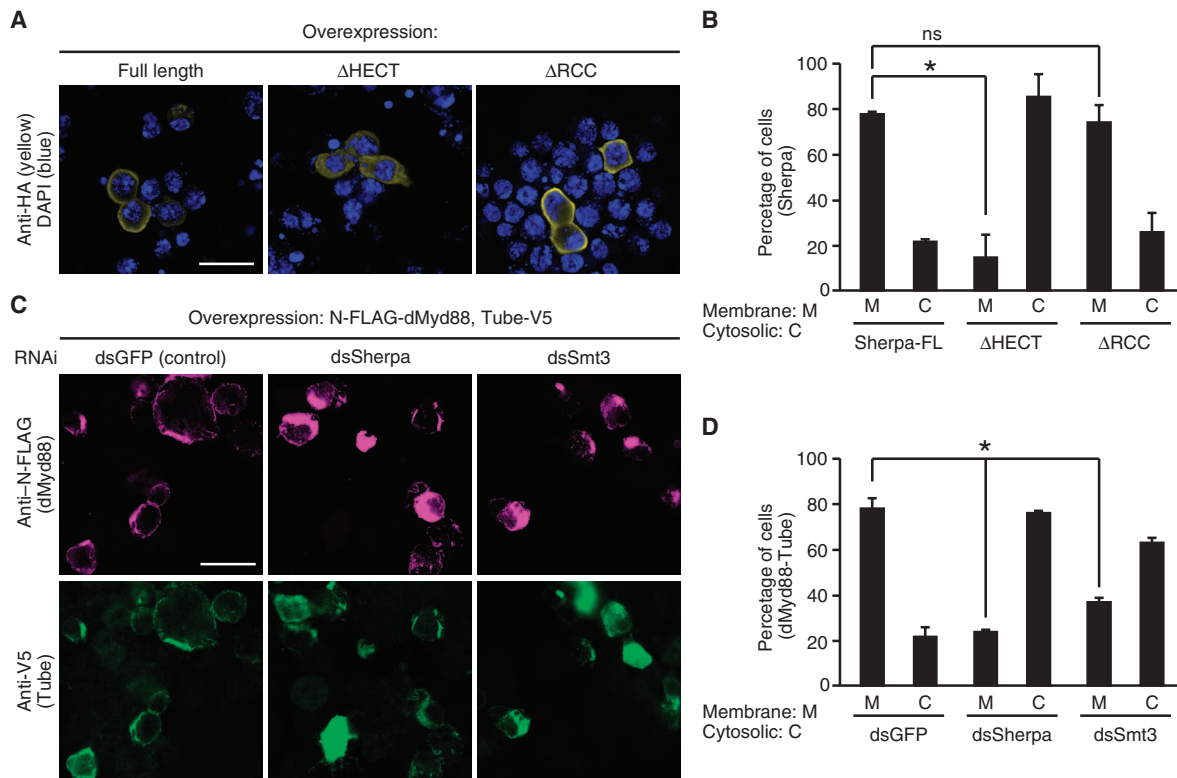 A
Overexpression:
Full length
ΔHECT
ΔRCC
Anti-HA (yellow)
DAPI (blue)
B
ns
*
100
80
60
40
20
0
Percetage of cells
(Sherpa)
M C M C M C
Membrane: M
Cytosolic: C
Sherpa-FL
ΔHECT
ΔRCC
C
Overexpression: N-FLAG-dMyd88, Tube-V5
RNAi
dsGFP (control)
dsSherpa
dsSmt3
Anti–N-FLAG
(dMyd88)
Anti-V5
(Tube)
D
*
100
80
60
40
20
0
Percetage of cells
(dMyd88-Tube)
M C M C M C
Membrane: M
Cytosolic: C
dsGFP
dsSherpa
dsSmt3